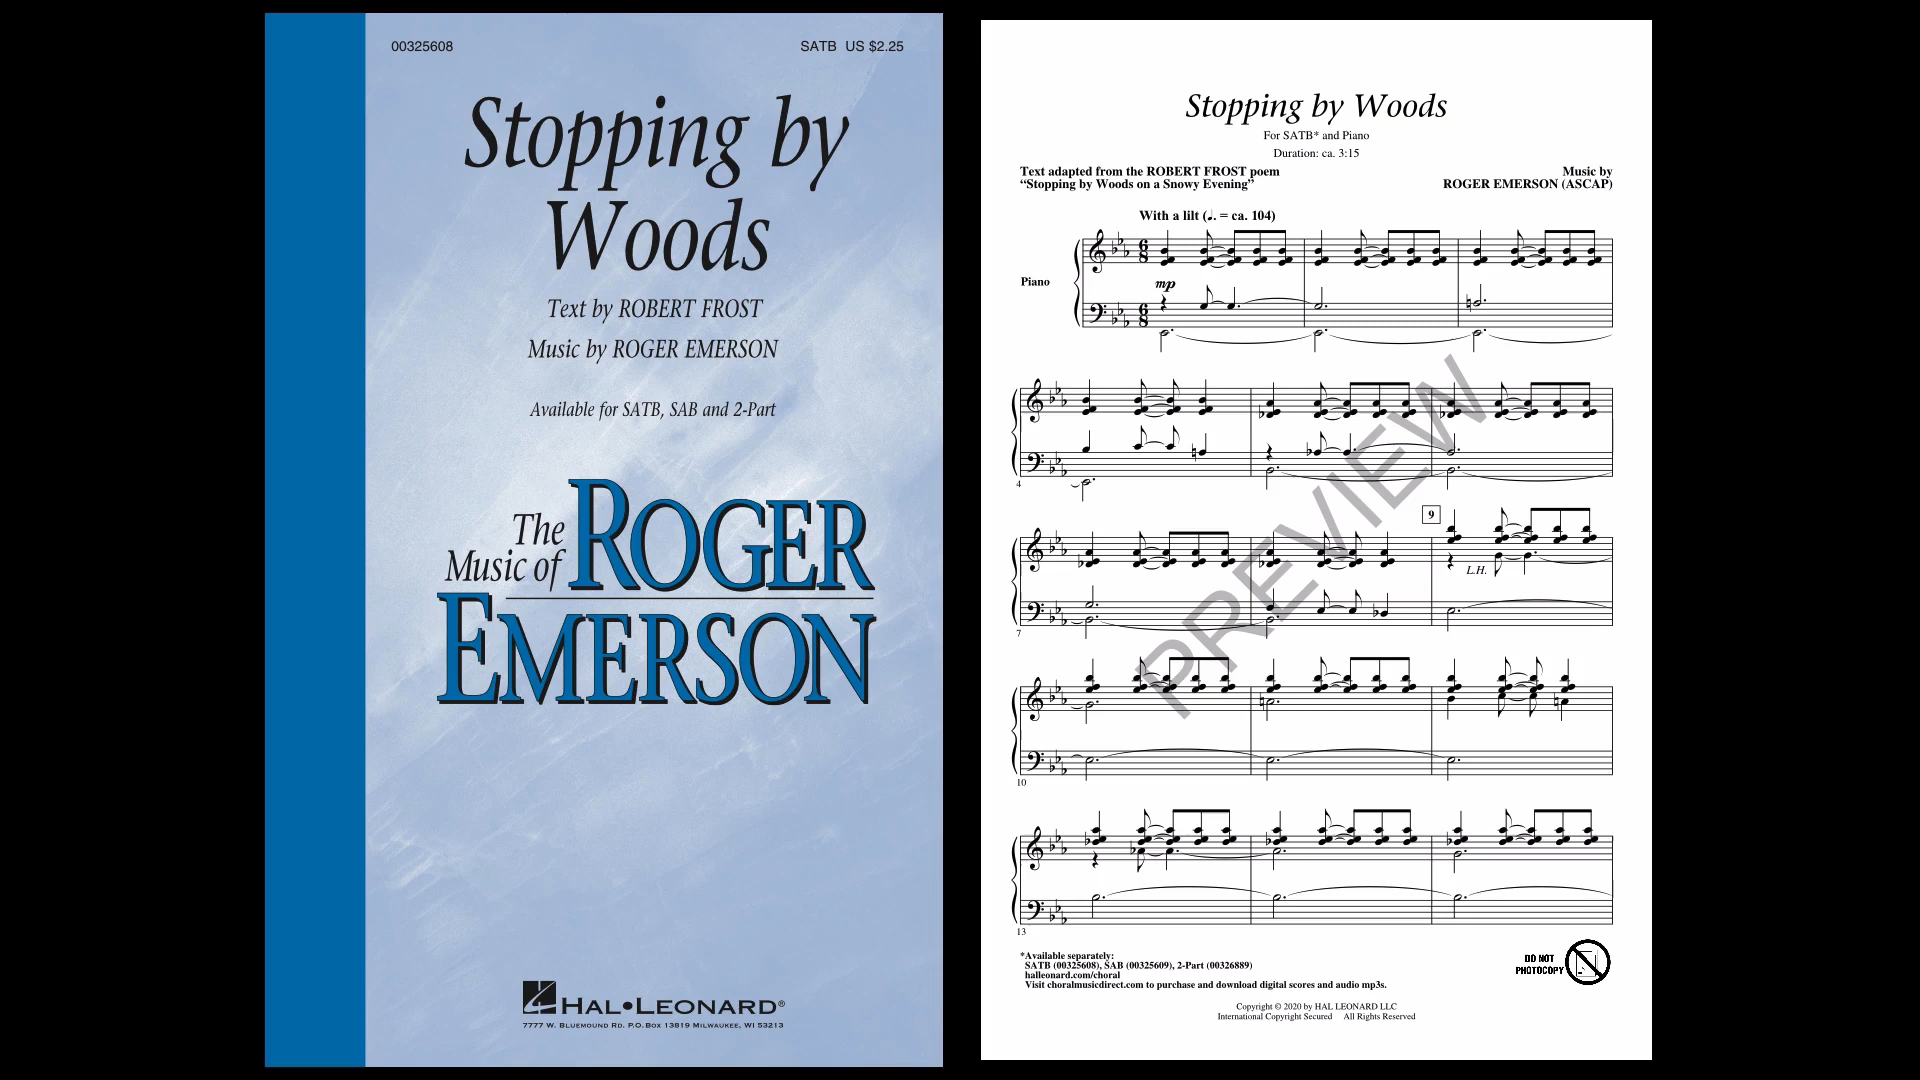 00325608
SATB US $2.25
Stopping by
Woods
Text by ROBERT FROST
Music by ROGER EMERSON
Available for SATB, SAB and 2-Part
The
Music of
ROGER
EMERSON
HAL•LEONARD®
7777 W. BLUEMOUND RD. P.O. BOX 13819 MILWAUKEE, WI 53213
Stopping by Woods
For SATB* and Piano
Duration: ca. 3:15
Text adapted from the ROBERT FROST poem
“Stopping by Woods on a Snowy Evening”
Music by
ROGER EMERSON (ASCAP)
With a lilt (♩. = ca. 104)
Piano
mp
4
9
L.H.
7
PREVIEW
10
13
*Available separately:
SATB (00325608), SAB (00325609), 2-Part (00326889)
halleonard.com/choral
Visit choralmusicdirect.com to purchase and download digital scores and audio mp3s.
DO NOT
PHOTOCOPY
Copyright © 2020 by HAL LEONARD LLC
International Copyright Secured All Rights Reserved